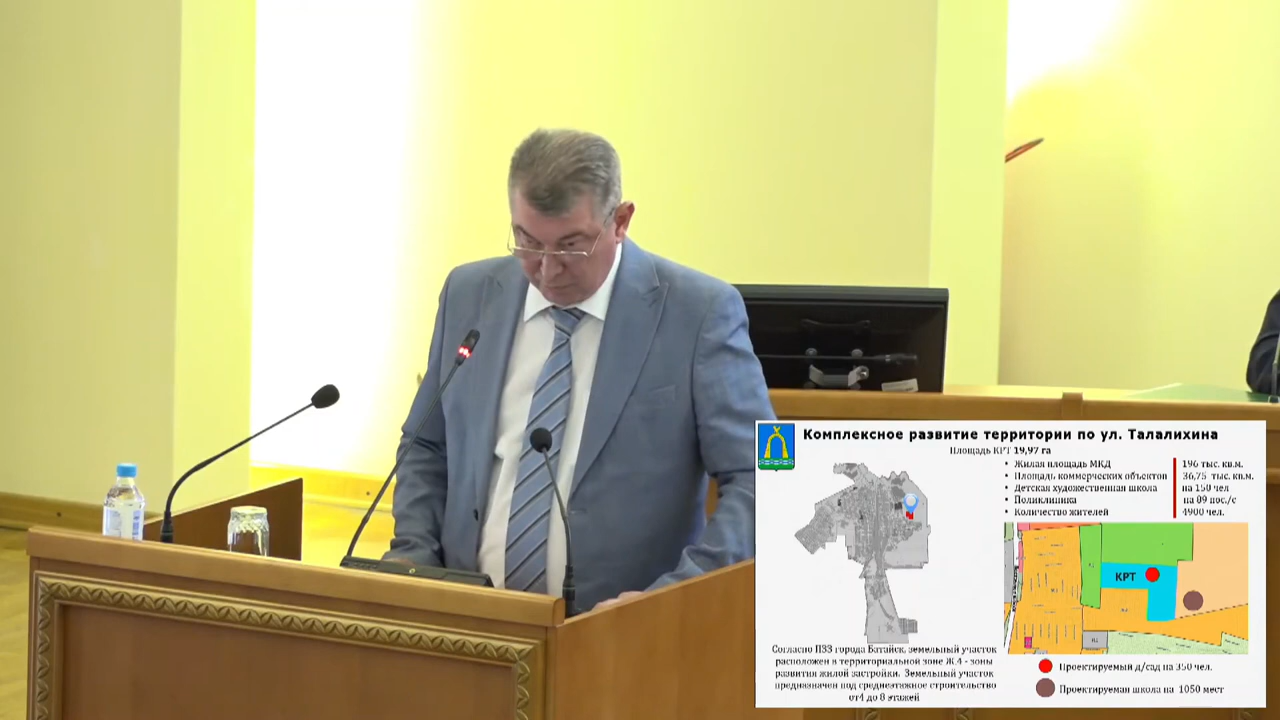 Комплексное развитие территории по ул. Талалихина
Площадь КРТ 19,97 га
• Жилая площадь МКД 196 тыс. кв.м.
• Площадь коммерческих объектов 36,75 тыс. кв.м.
• Детская художественная школа на 150 чел
• Поликлиника на 89 пос./с
• Количество жителей 4900 чел.
КРТ
Согласно ПЗЗ города Батайск, земельный участок
расположен в территориальной зоне Ж.4 - зоны
развития жилой застройки. Земельный участок
предназначен под среднеэтажное строительство
от4 до 8 этажей
Проектируемый д/сад на 350 чел.
Проектируемая школа на 1050 мест